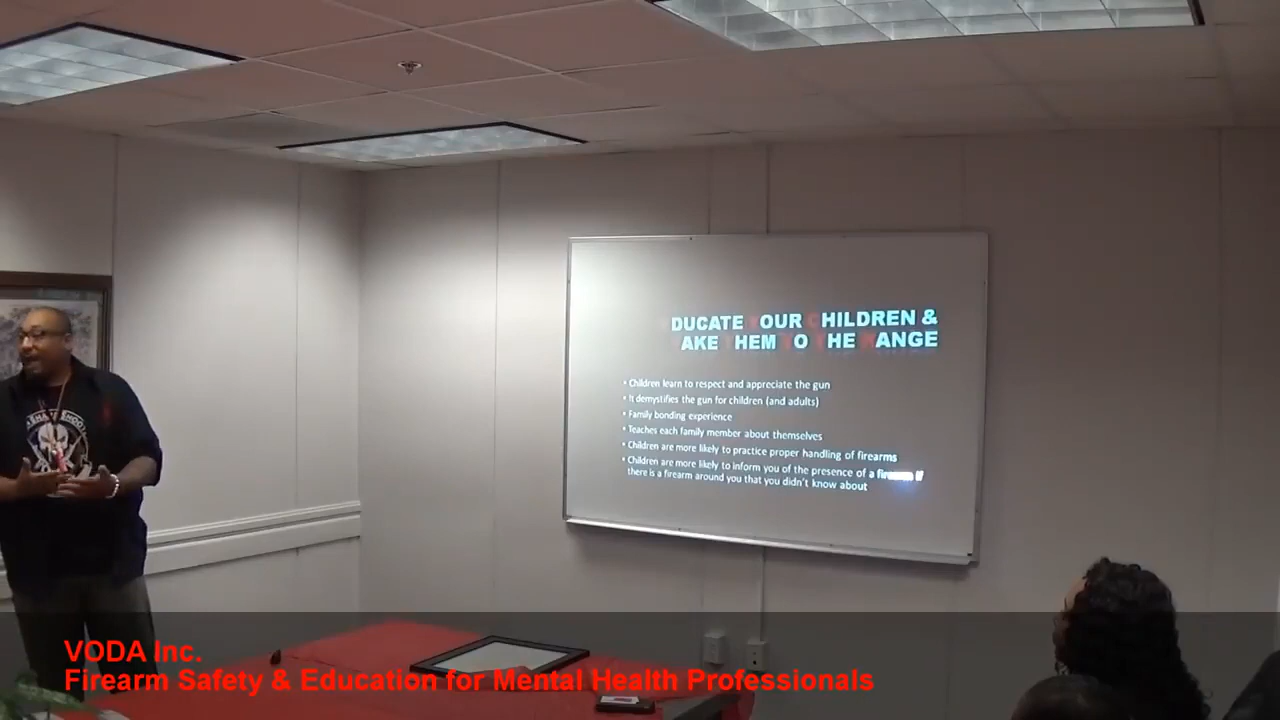 DUCATE OUR HILDREN &
AKE HEM O HE ANGE
• Children learn to respect and appreciate the gun
• It demystifies the gun for children (and adults)
• Family bonding experience
• Teaches each family member about themselves
• Children are more likely to practice proper handling of firearms
• Children are more likely to inform you of the presence of a firearm if
there is a firearm around you that you didn't know about
VODA Inc.
Firearm Safety & Education for Mental Health Professionals